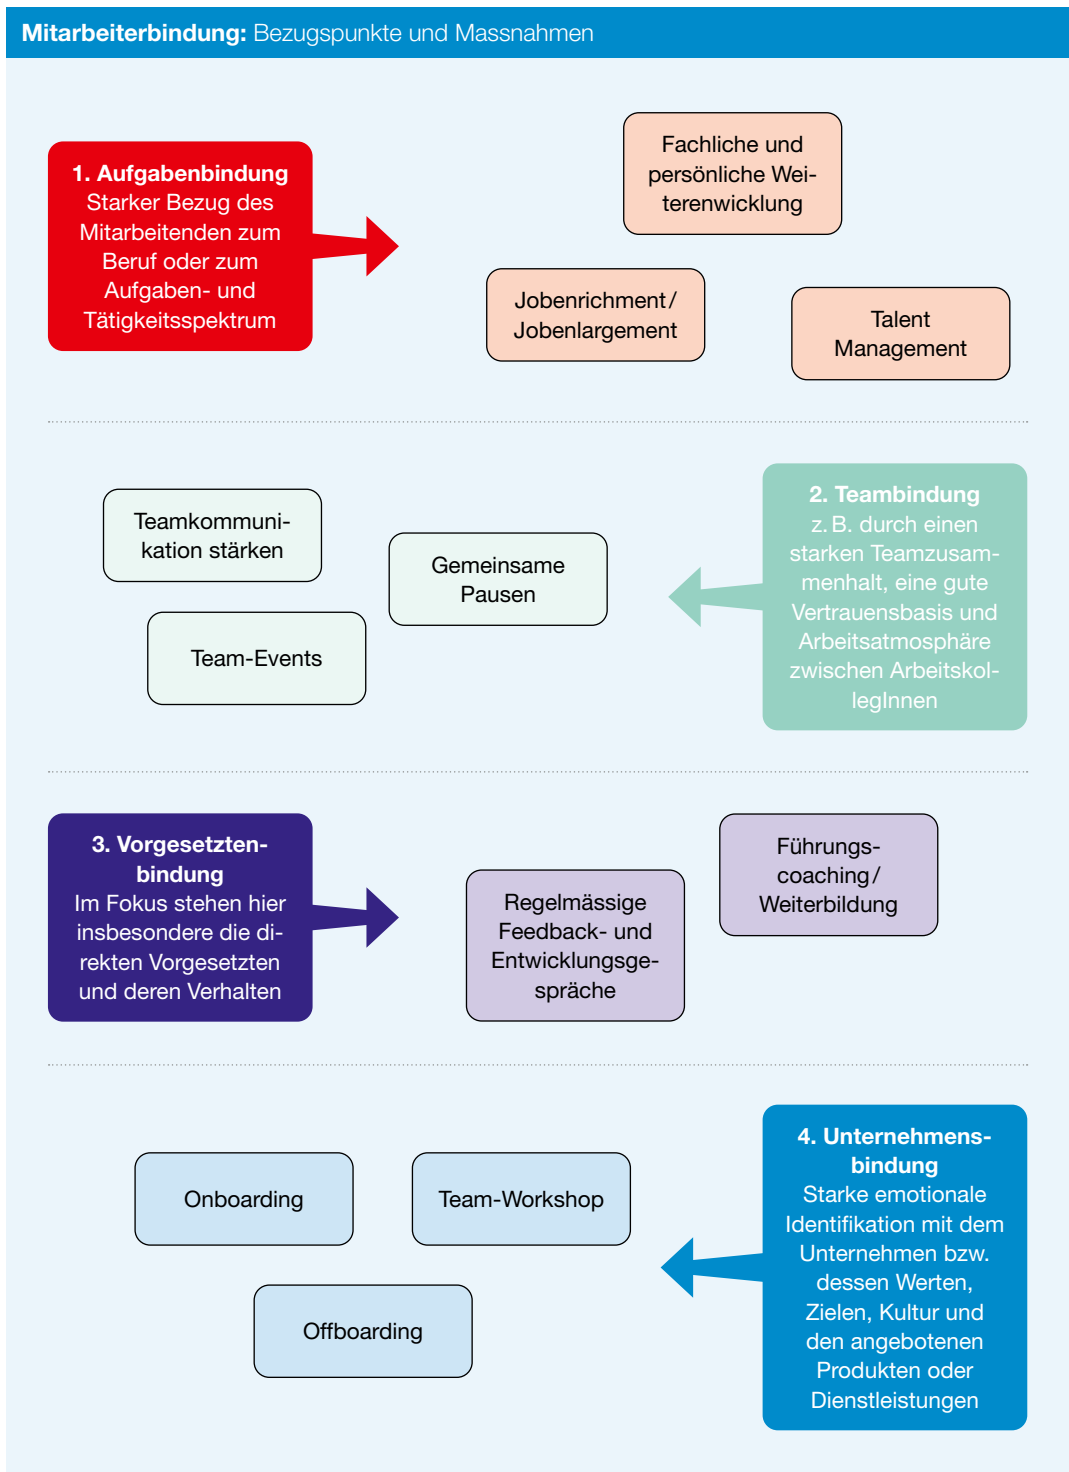 Mitarbeiterbindung: Bezugspunkte und Massnahmen
1. Aufgabenbindung
Starker Bezug des
Mitarbeitenden zum
Beruf oder zum
Aufgaben- und
Tätigkeitsspektrum
Fachliche und
persönliche Wei-
terenwicklung
Jobenrichment/
Jobenlargement
Talent
Management
Teamkommuni-
kation stärken
Gemeinsame
Pausen
Team-Events
2. Teambindung
z. B. durch einen
starken Teamzusam-
menhalt, eine gute
Vertrauensbasis und
Arbeitsatmosphäre
zwischen Arbeitskol-
legInnen
3. Vorgesetzten-
bindung
Im Fokus stehen hier
insbesondere die di-
rekten Vorgesetzten
und deren Verhalten
Regelmässige
Feedback- und
Entwicklungsge-
spräche
Führungs-
coaching/
Weiterbildung
Onboarding
Team-Workshop
Offboarding
4. Unternehmens-
bindung
Starke emotionale
Identifikation mit dem
Unternehmen bzw.
dessen Werten,
Zielen, Kultur und
den angebotenen
Produkten oder
Dienstleistungen